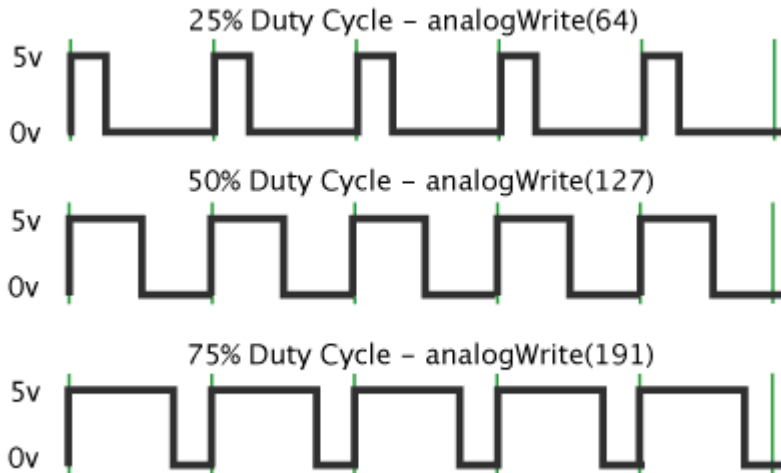 25% Duty Cycle – analogWrite(64)
5v
0v
50% Duty Cycle – analogWrite(127)
5v
0v
75% Duty Cycle – analogWrite(191)
5v
0v